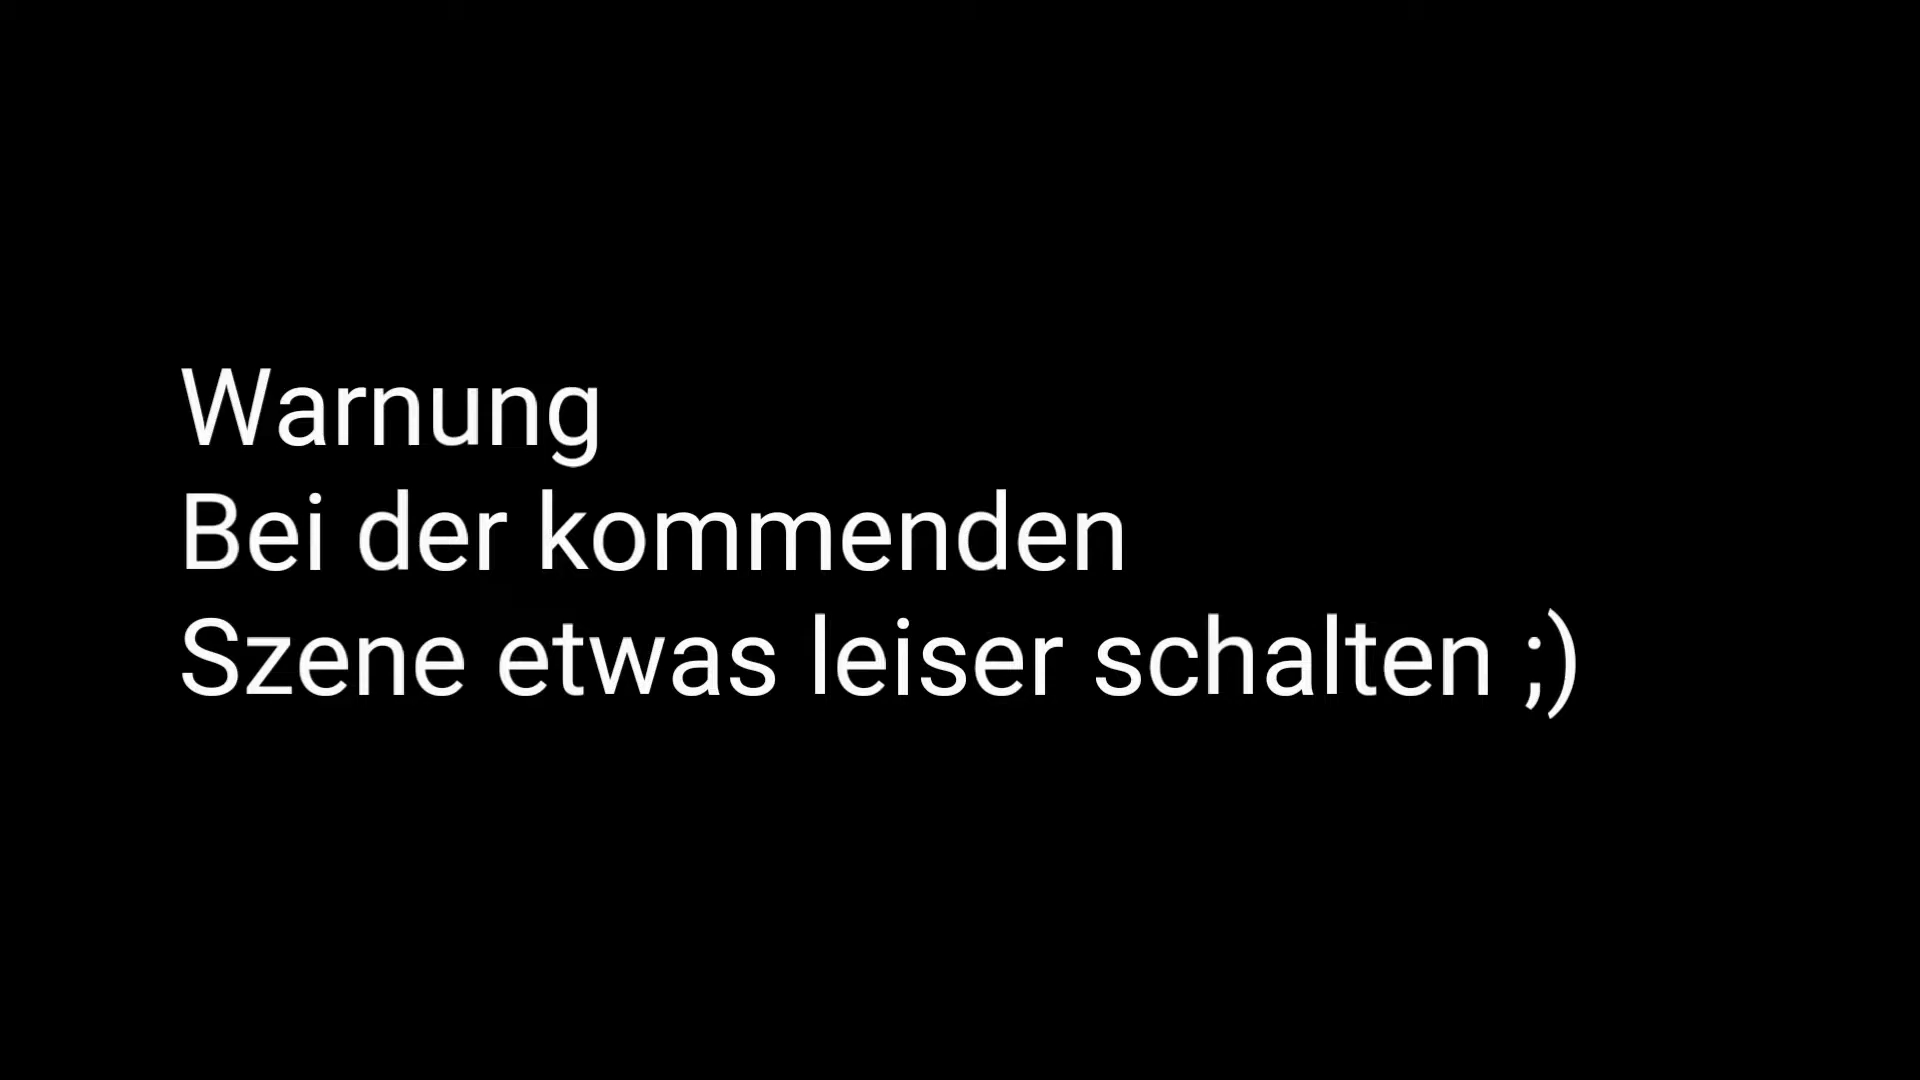 Warnung
Bei der kommenden
Szene etwas leiser schalten ;)